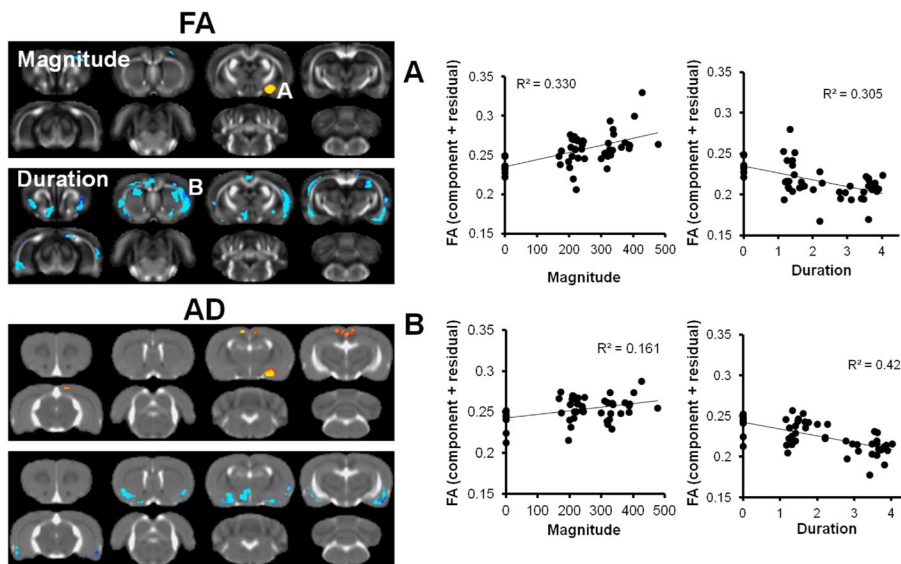 FA
Magnitude
A
Duration
B
AD
A
FA (component + residual)
0.35
0.3
0.25
0.2
0.15
R² = 0.330
0 100 200 300 400 500
Magnitude
FA (component + residual)
0.35
0.3
0.25
0.2
0.15
R² = 0.305
0 1 2 3 4
Duration
B
FA (component + residual)
0.35
0.3
0.25
0.2
0.15
R² = 0.161
0 100 200 300 400 500
Magnitude
FA (component + residual)
0.35
0.3
0.25
0.2
0.15
R² = 0.42
0 1 2 3 4
Duration